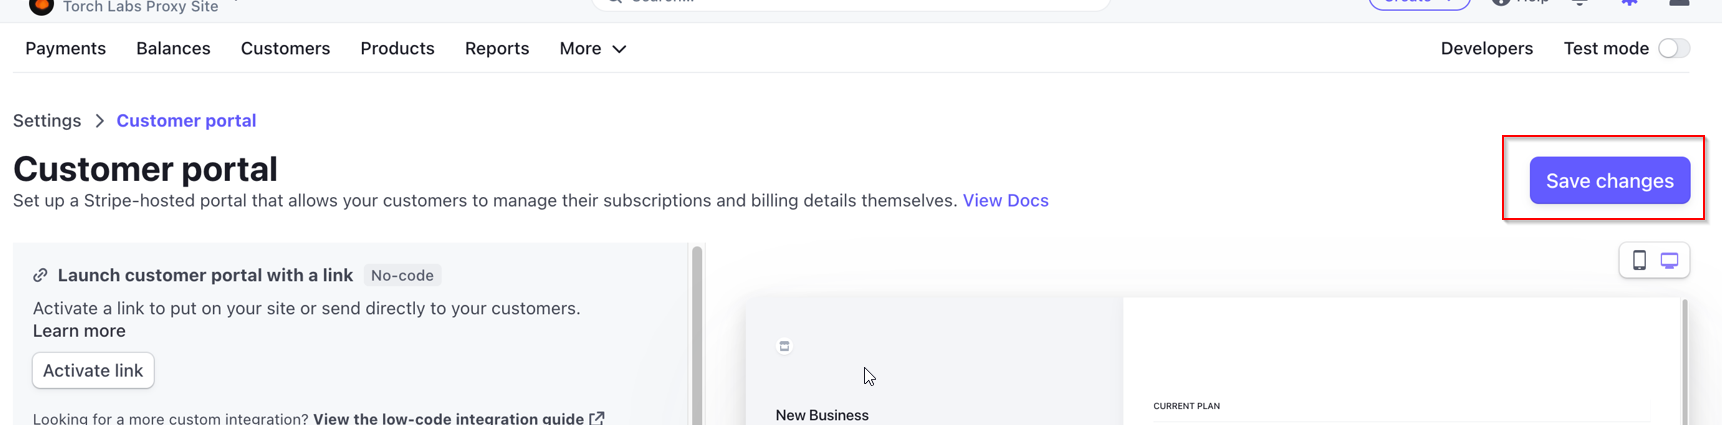 Torch Labs Proxy Site
Search...
Create
Help
Payments Balances Customers Products Reports More
Developers Test mode
Settings > Customer portal
Customer portal
Save changes
Set up a Stripe-hosted portal that allows your customers to manage their subscriptions and billing details themselves. View Docs
Launch customer portal with a link No-code
Activate a link to put on your site or send directly to your customers.
Learn more
Activate link
Looking for a more custom integration? View the low-code integration guide
New Business
CURRENT PLAN